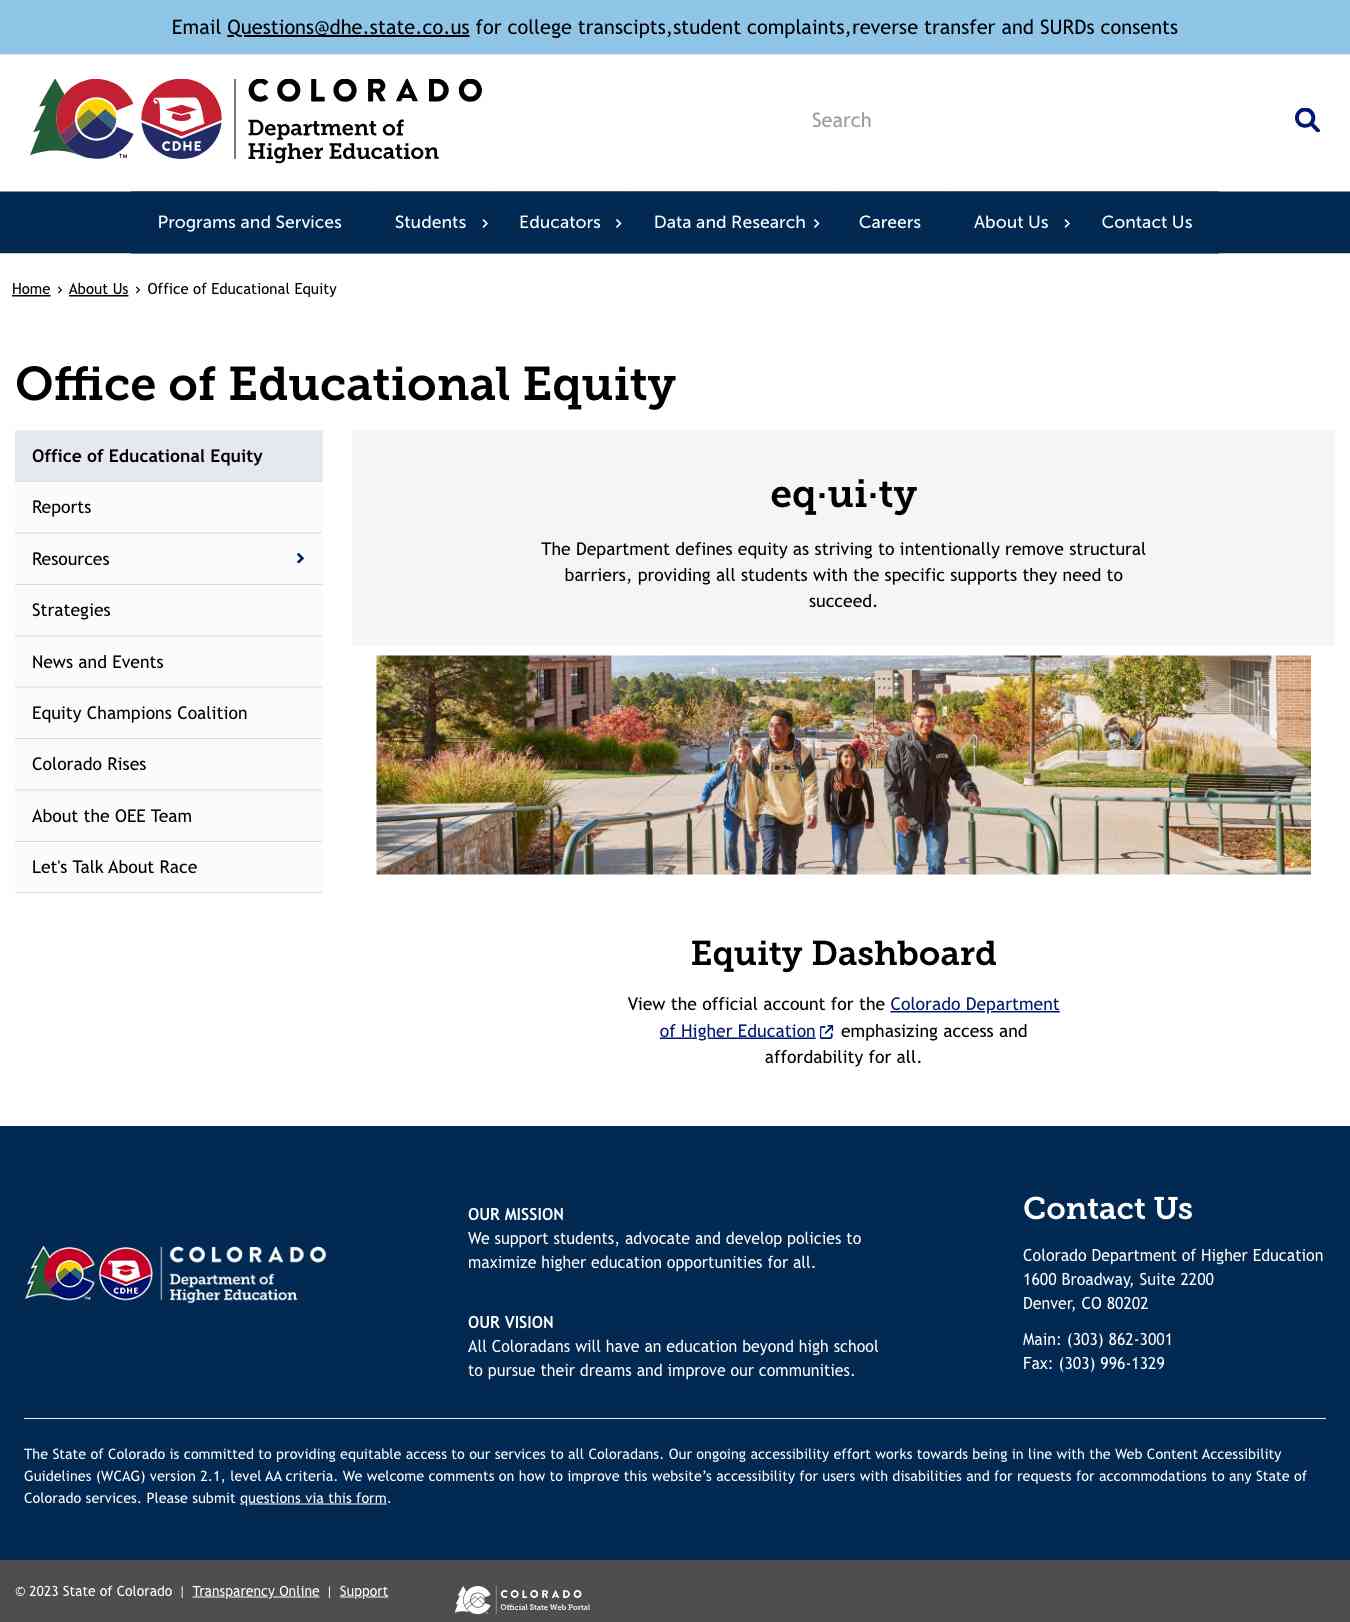 Email Questions@dhe.state.co.us for college transcipts,student complaints,reverse transfer and SURDs consents
CDHE
TM
COLORADO
Department of
Higher Education
Search
Programs and Services Students Educators Data and Research Careers About Us Contact Us
Home › About Us › Office of Educational Equity
Office of Educational Equity
Office of Educational Equity
Reports
Resources
Strategies
News and Events
Equity Champions Coalition
Colorado Rises
About the OEE Team
Let's Talk About Race
eq·ui·ty
The Department defines equity as striving to intentionally remove structural
barriers, providing all students with the specific supports they need to
succeed.
Equity Dashboard
View the official account for the Colorado Department
of Higher Education emphasizing access and
affordability for all.
CDHE
COLORADO
Department of
Higher Education
OUR MISSION
We support students, advocate and develop policies to
maximize higher education opportunities for all.
OUR VISION
All Coloradans will have an education beyond high school
to pursue their dreams and improve our communities.
Contact Us
Colorado Department of Higher Education
1600 Broadway, Suite 2200
Denver, CO 80202
Main: (303) 862-3001
Fax: (303) 996-1329
The State of Colorado is committed to providing equitable access to our services to all Coloradans. Our ongoing accessibility effort works towards being in line with the Web Content Accessibility
Guidelines (WCAG) version 2.1, level AA criteria. We welcome comments on how to improve this website’s accessibility for users with disabilities and for requests for accommodations to any State of
Colorado services. Please submit questions via this form.
© 2023 State of Colorado | Transparency Online | Support
COLORADO
Official State Web Portal